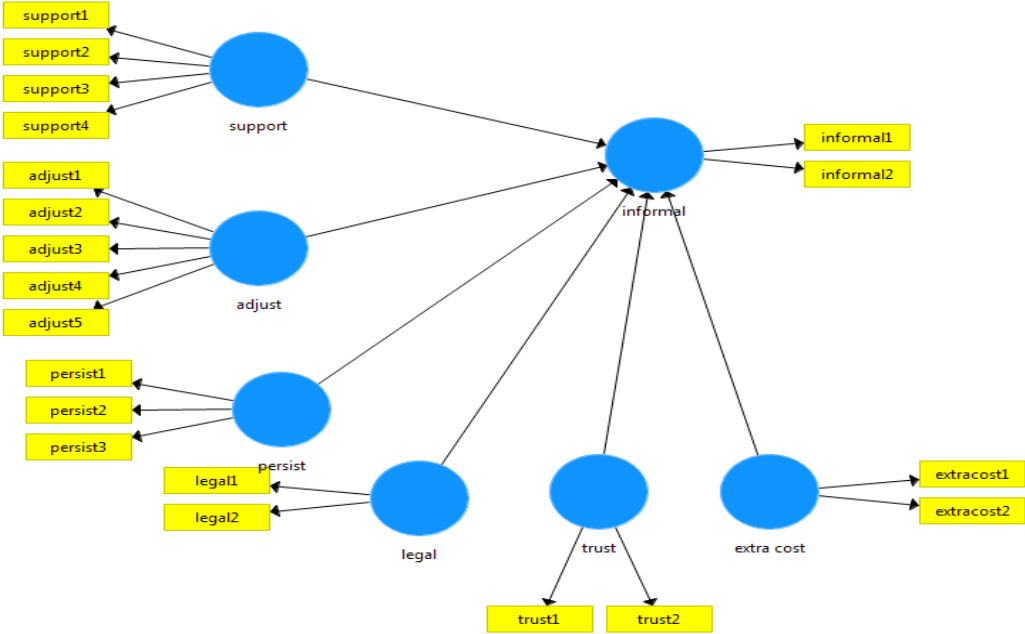 support1
support2
support3
support4
support
adjust1
adjust2
adjust3
adjust4
adjust5
adjust
informal1
informal2
informal
persist1
persist2
persist3
persist
legal1
legal2
legal
trust
trust1
trust2
extra cost
extracost1
extracost2